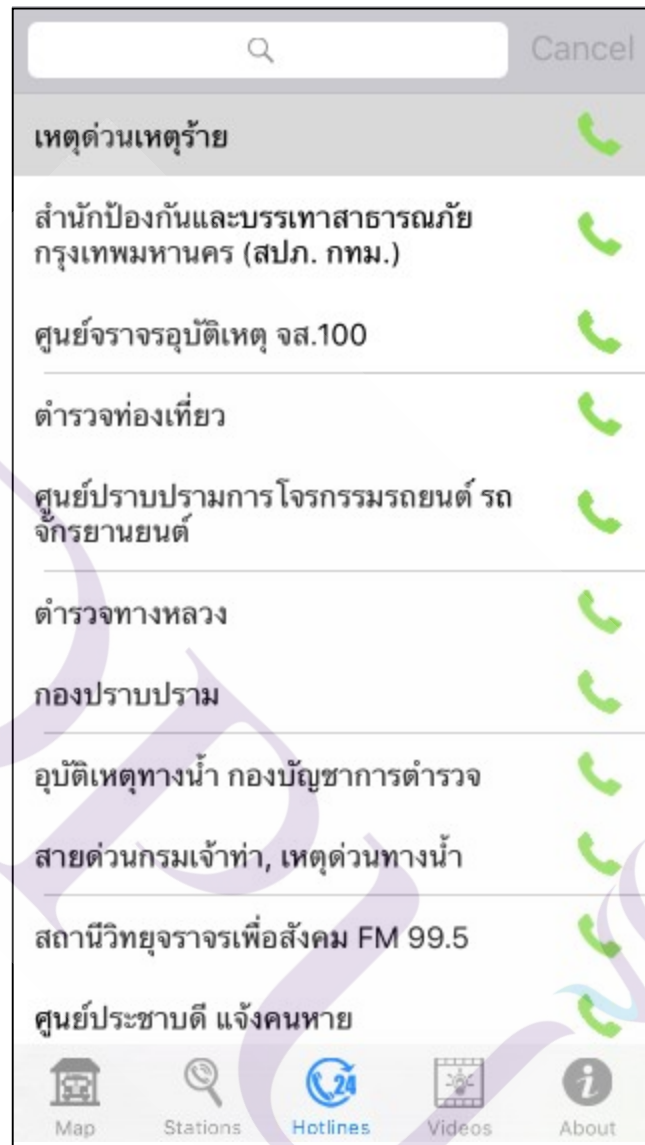 Cancel
เหตุด่วนเหตุร้าย
สำนักป้องกันและบรรเทาสาธารณภัย
กรุงเทพมหานคร (สปภ. กทม.)
ศูนย์จราจรอุบัติเหตุ จส.100
ตำรวจท่องเที่ยว
ศูนย์ปราบปรามการโจรกรรมรถยนต์ รถ
จักรยานยนต์
ตำรวจทางหลวง
กองปราบปราม
อุบัติเหตุทางน้ำ กองบัญชาการตำรวจ
สายด่วนกรมเจ้าท่า, เหตุด่วนทางน้ำ
สถานีวิทยุจราจรเพื่อสังคม FM 99.5
ศูนย์ประชาบดี แจ้งคนหาย
24
Map Stations Hotlines Videos About